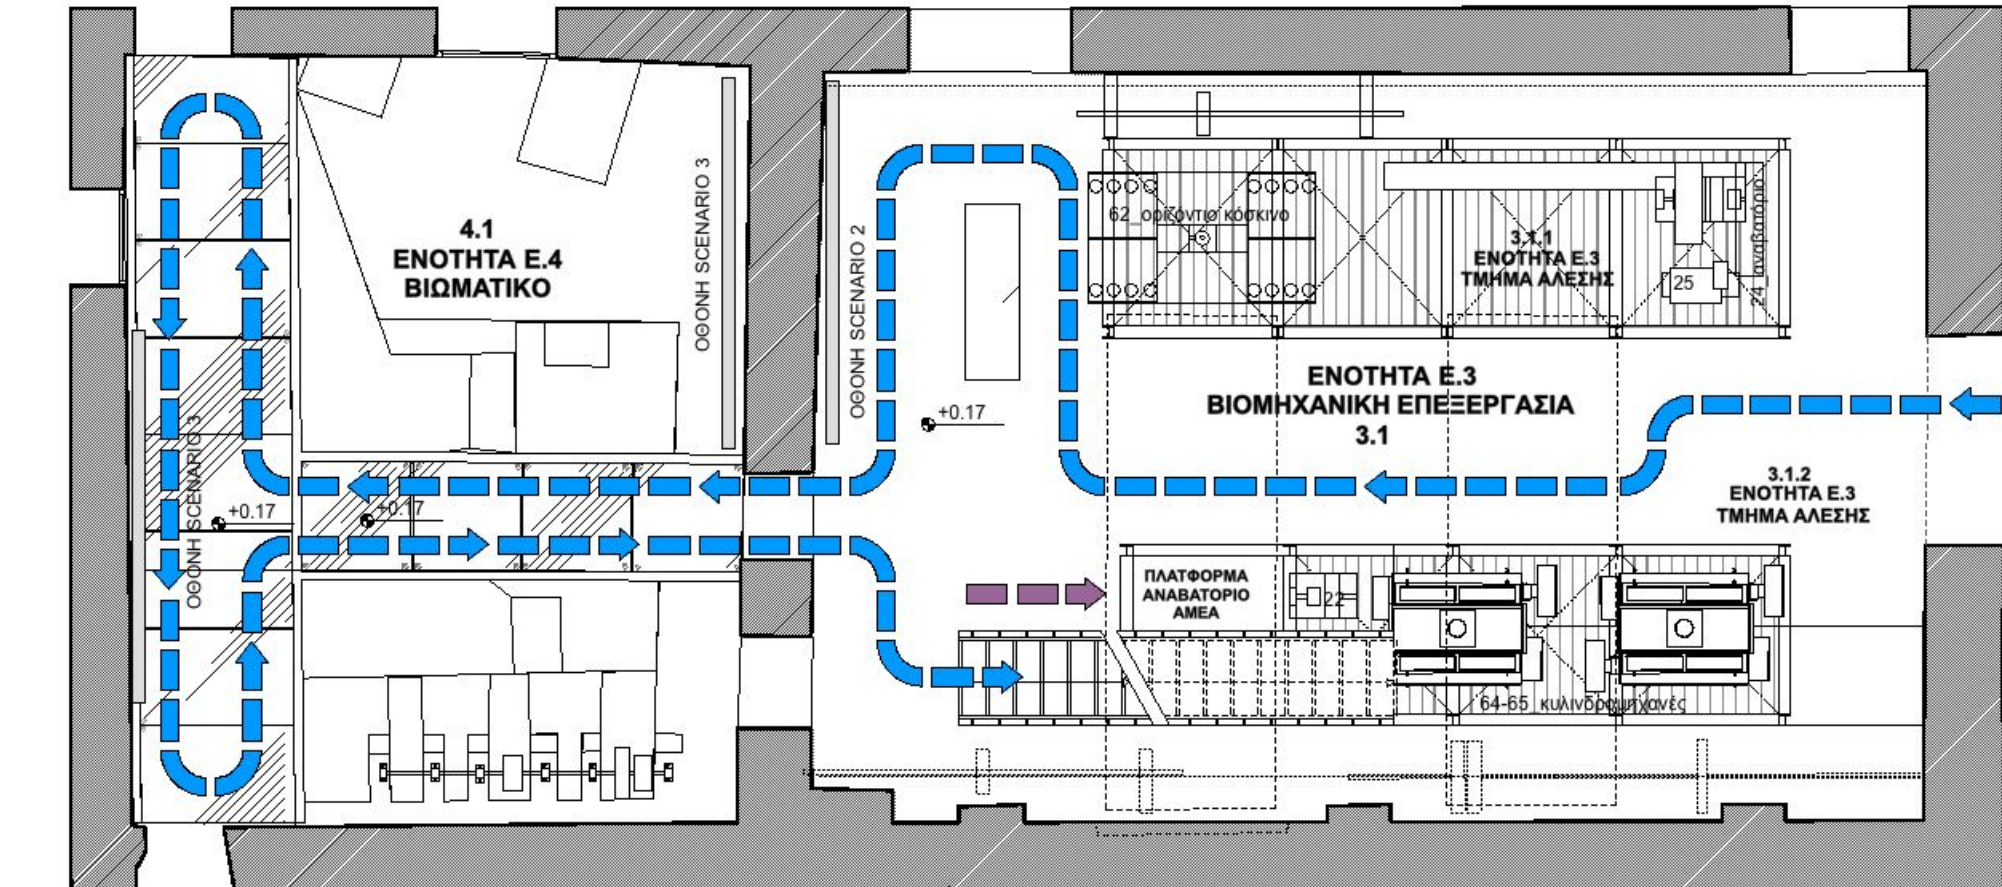 4.1
ΕΝΟΤΗΤΑ Ε.4
ΒΙΩΜΑΤΙΚΟ
ΟΘΟΝΗ SCENARIO 3
ΟΘΟΝΗ SCENARIO 2
62_οριζόντιο κόσκινο
3.1.1
ΕΝΟΤΗΤΑ Ε.3
ΤΜΗΜΑ ΑΛΕΣΗΣ
25
24_αναβατόριο
ΕΝΟΤΗΤΑ Ε.3
ΒΙΟΜΗΧΑΝΙΚΗ ΕΠΕΞΕΡΓΑΣΙΑ
3.1
+0.17
3.1.2
ΕΝΟΤΗΤΑ Ε.3
ΤΜΗΜΑ ΑΛΕΣΗΣ
ΟΘΟΝΗ SCENARIO 3
+0.17
+0.17
ΠΛΑΤΦΟΡΜΑ
ΑΝΑΒΑΤΟΡΙΟ
ΑΜΕΑ
22
64-65_κυλινδρομηχανές